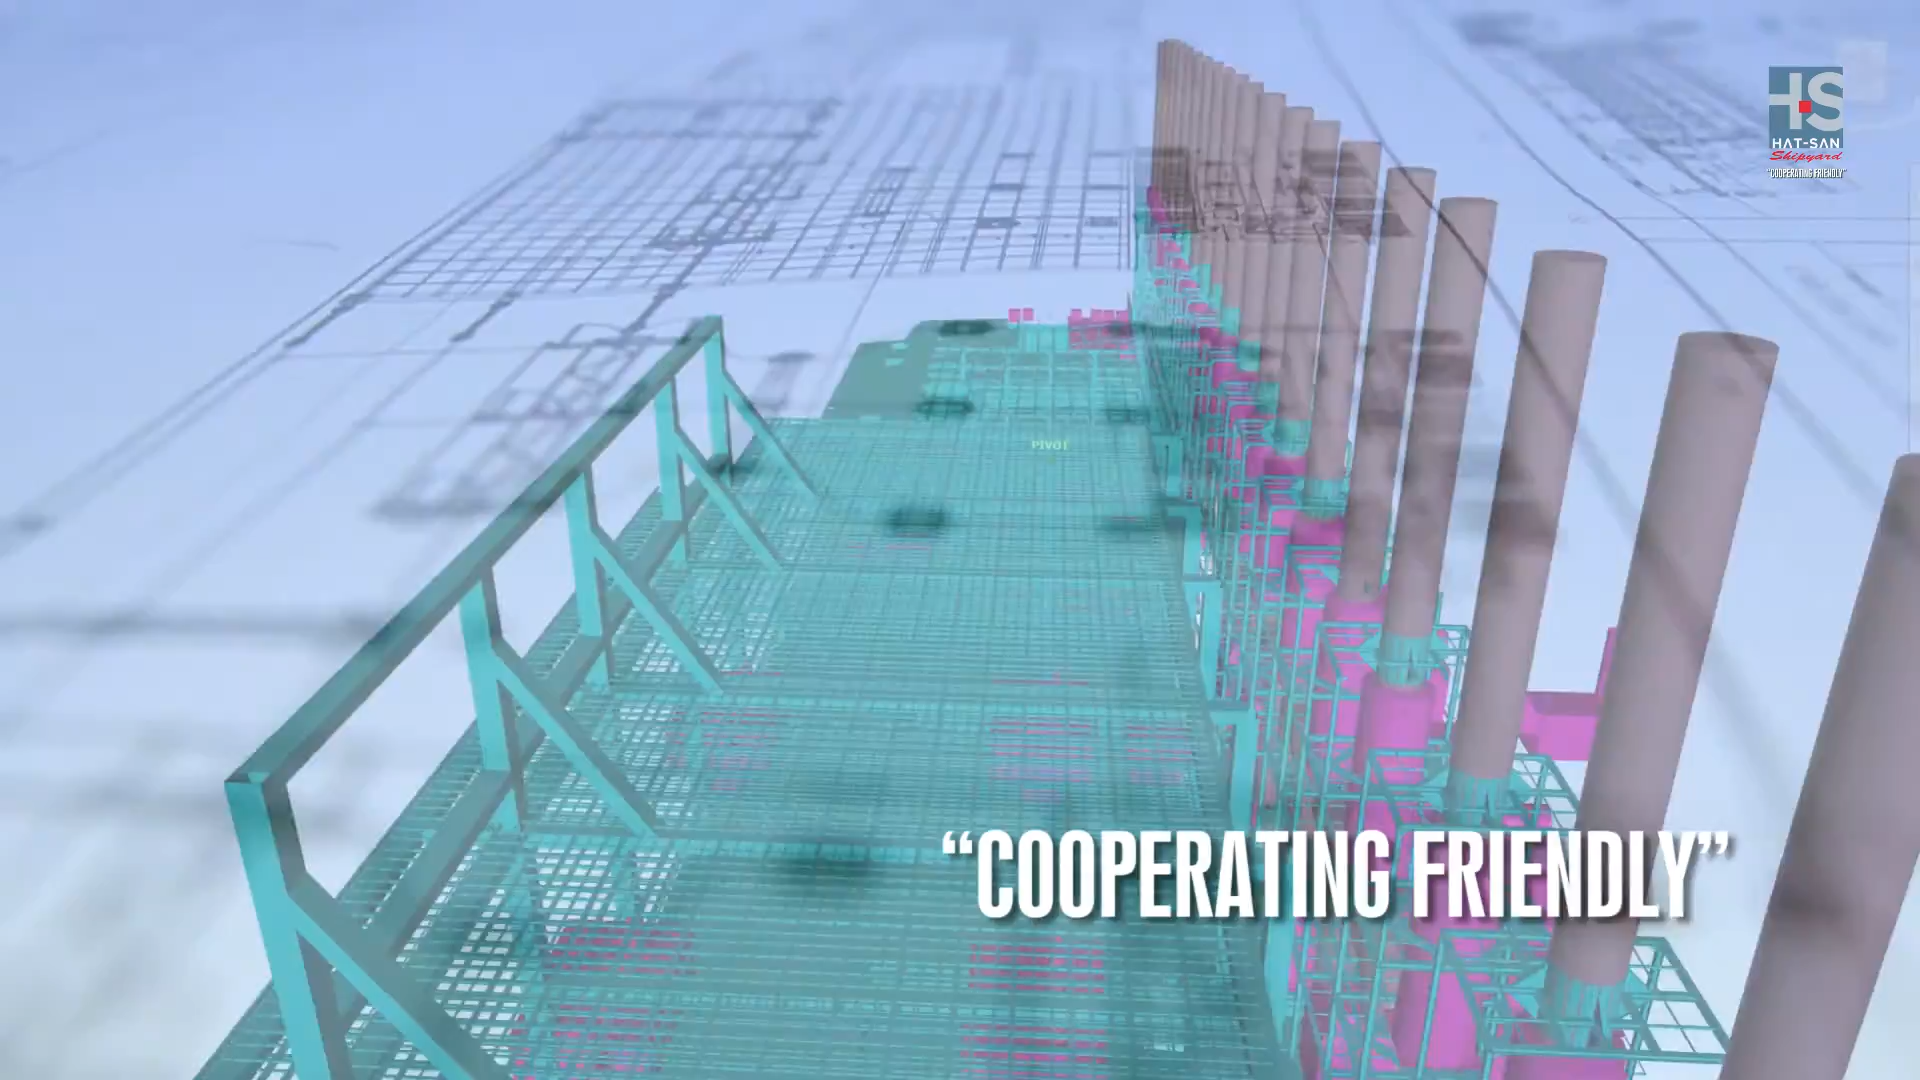 HS
HAT-SAN
Shipyard
"COOPERATING FRIENDLY"
PIVOT
“COOPERATING FRIENDLY”